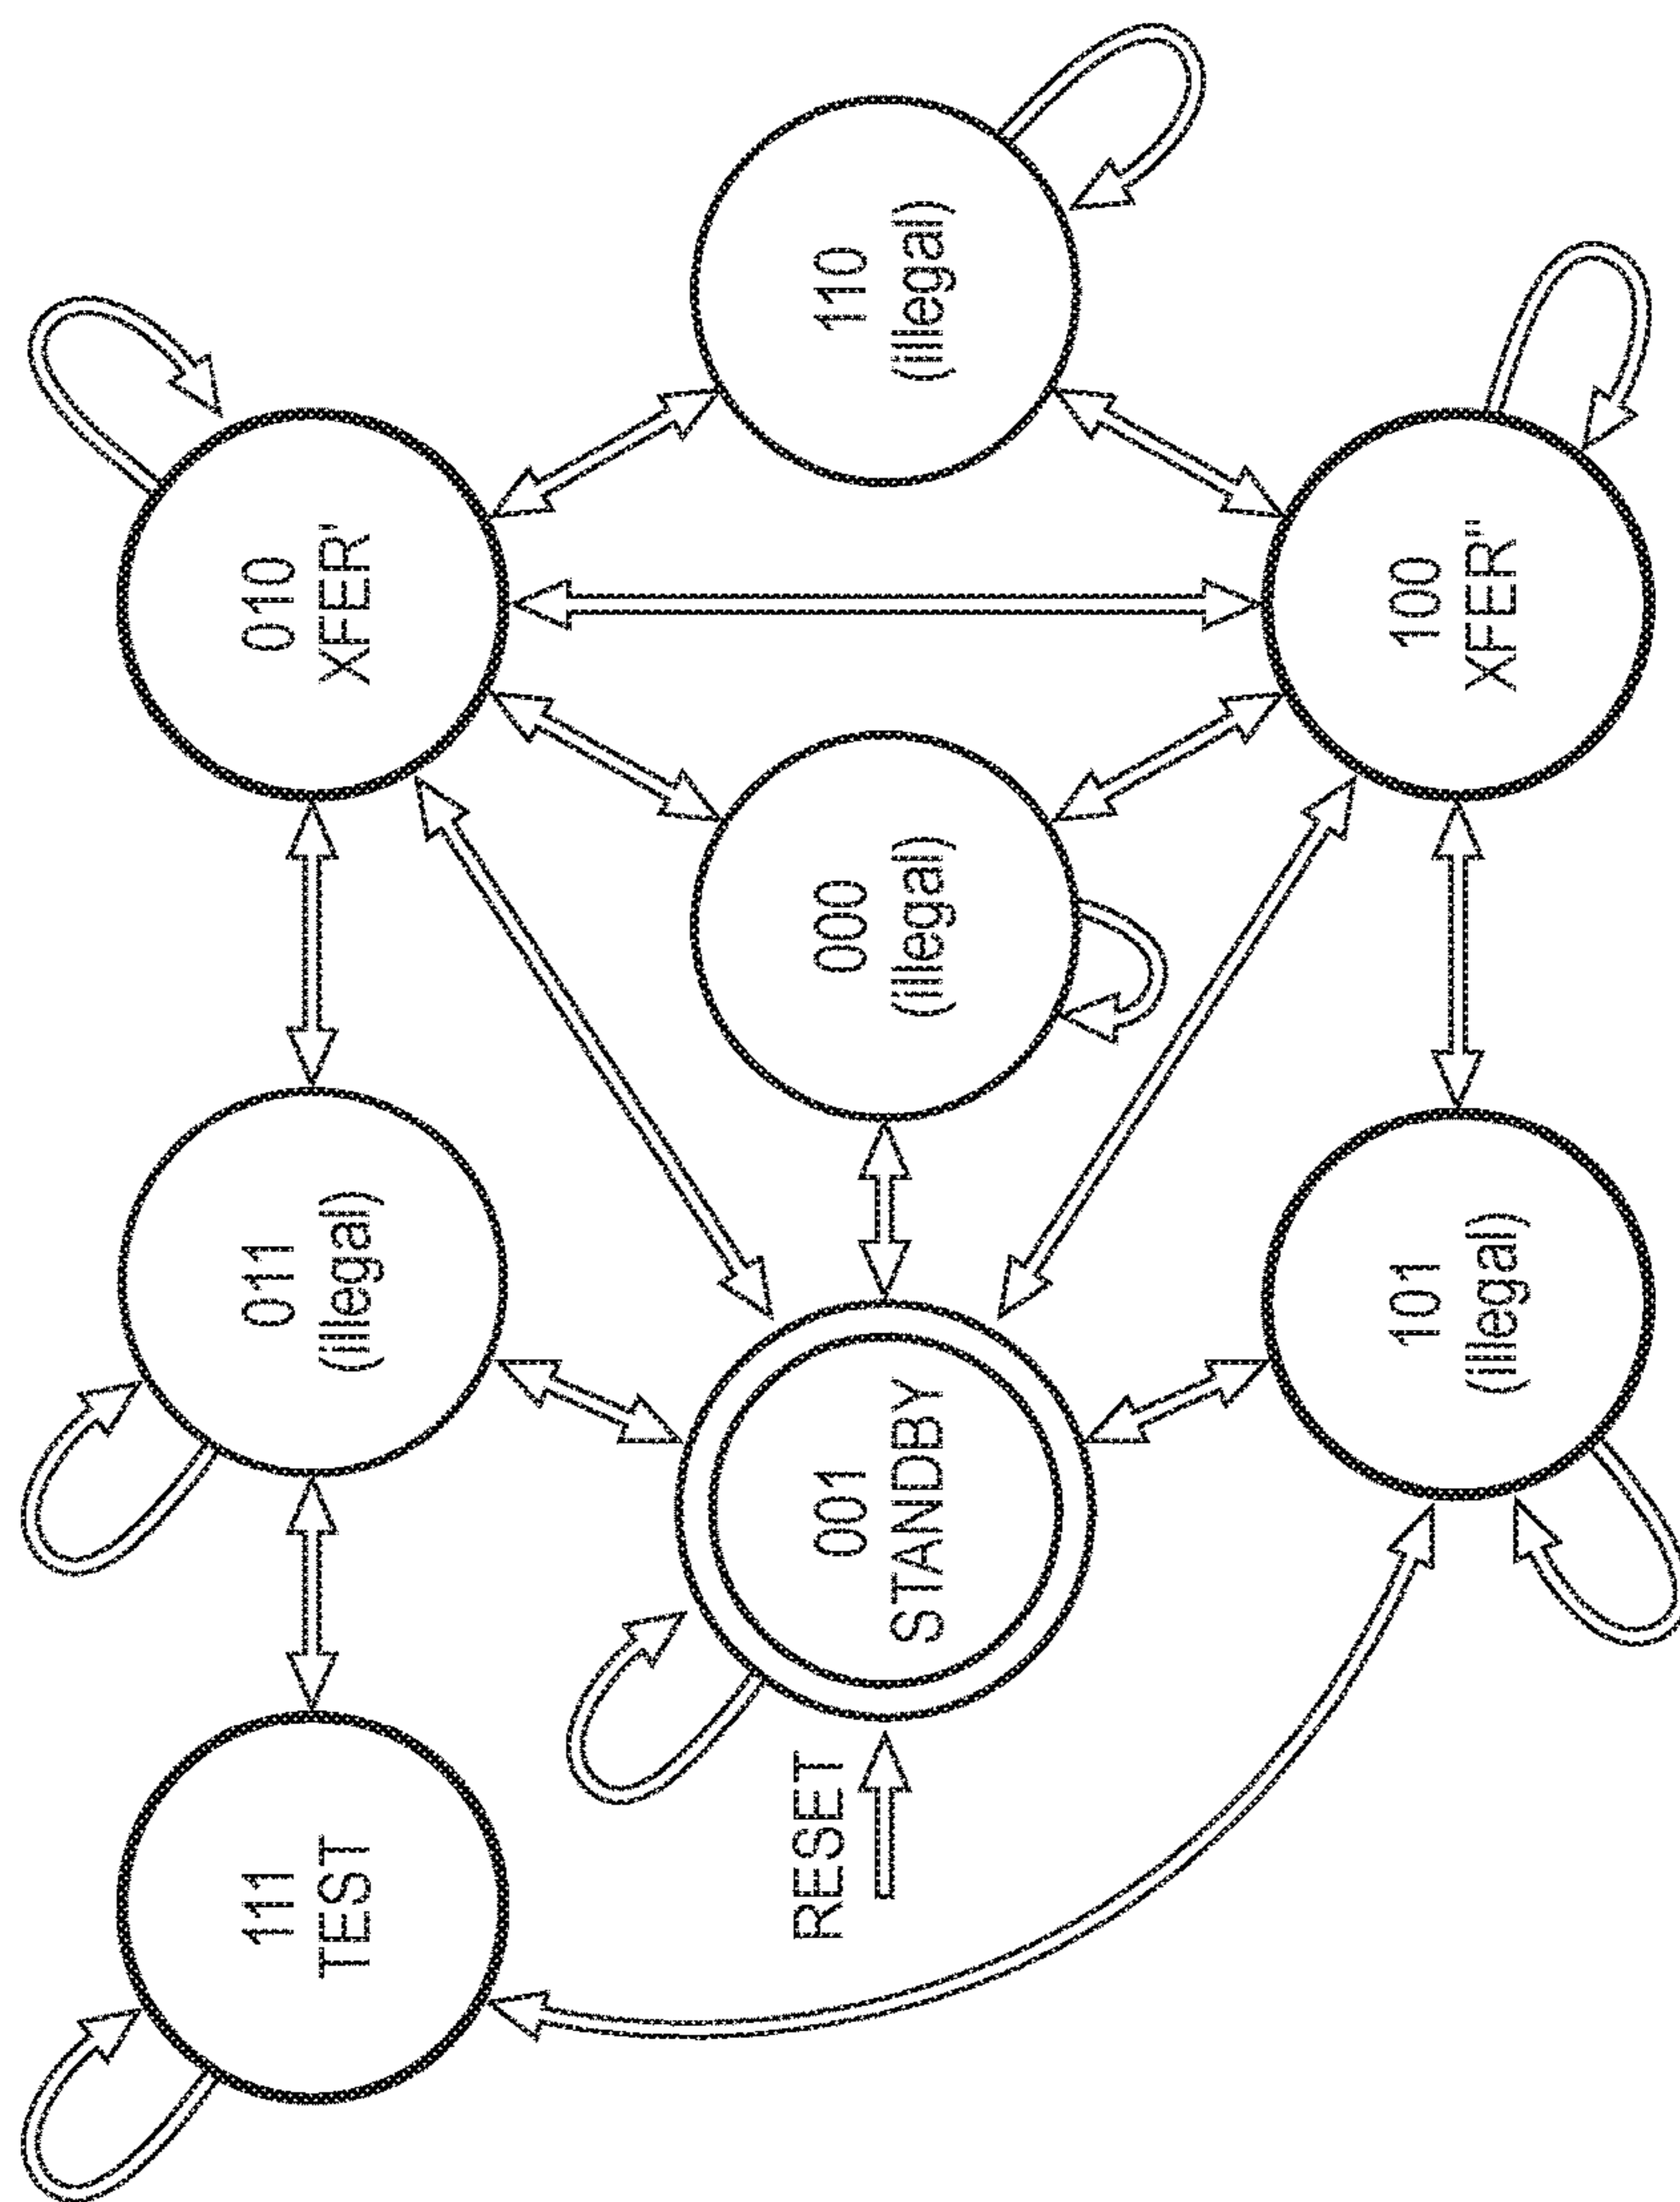 111
TEST
011
(illegal)
010
XFER'
RESET
001
STANDBY
000
(illegal)
110
(illegal)
101
(illegal)
100
XFER"